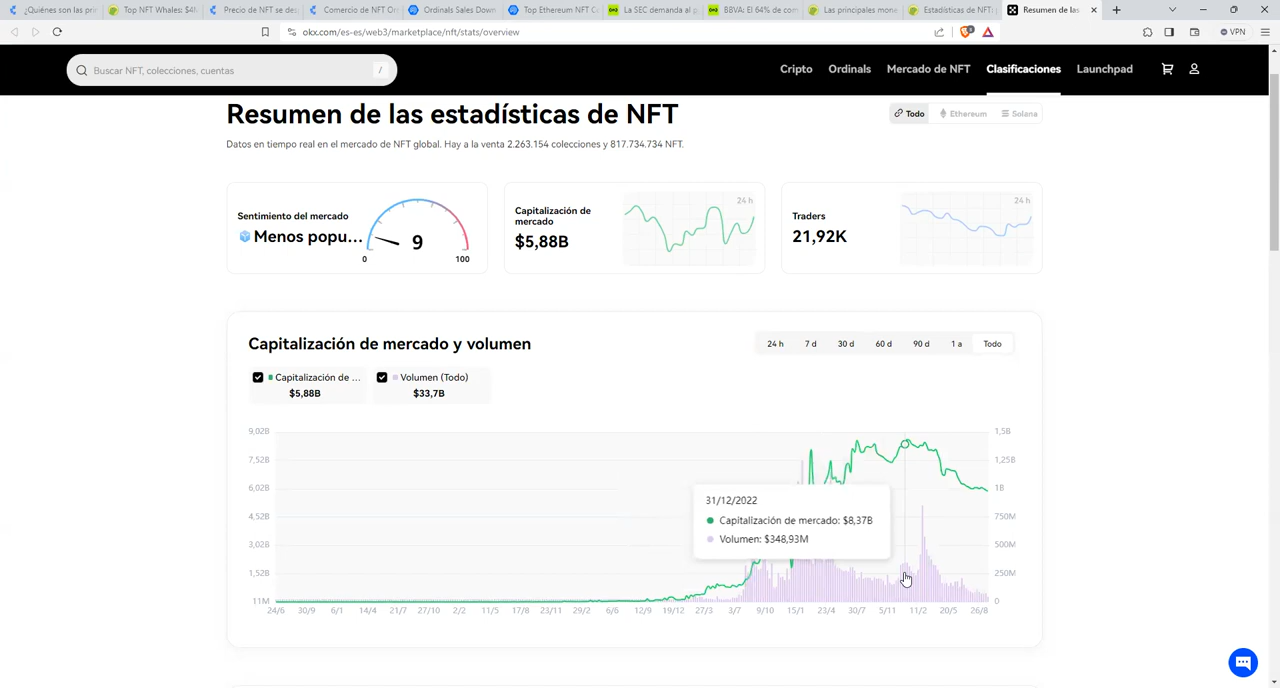 ¿Quiénes son las prin
Top NFT Whales: $4M
Precio de NFT se des
Comercio de NFT Ord
Ordinals Sales Down
Top Ethereum NFT Co
La SEC demanda al p
BBVA: El 64% de com
Las principales mone
Estadísticas de NFT:
Resumen de las
okx.com/es-es/web3/marketplace/nft/stats/overview
VPN
Buscar NFT, colecciones, cuentas
/
Cripto
Ordinals
Mercado de NFT
Clasificaciones
Launchpad
Resumen de las estadísticas de NFT
Todo
Ethereum
Solana
Datos en tiempo real en el mercado de NFT global. Hay a la venta 2.263.154 colecciones y 817.734.734 NFT.
Sentimiento del mercado
Menos popu...
9
0
100
Capitalización de
mercado
$5,88B
24 h
Traders
21,92K
24 h
Capitalización de mercado y volumen
24 h
7 d
30 d
60 d
90 d
1 a
Todo
Capitalización de ...
$5,88B
Volumen (Todo)
$33,7B
9,02B
7,52B
6,02B
4,52B
3,02B
1,52B
11M
1,5B
1,25B
1B
750M
500M
250M
0
31/12/2022
Capitalización de mercado: $8,37B
Volumen: $348,93M
24/6
30/9
6/1
14/4
21/7
27/10
2/2
11/5
17/8
23/11
29/2
6/6
12/9
19/12
27/3
3/7
9/10
15/1
23/4
30/7
5/11
11/2
20/5
26/8